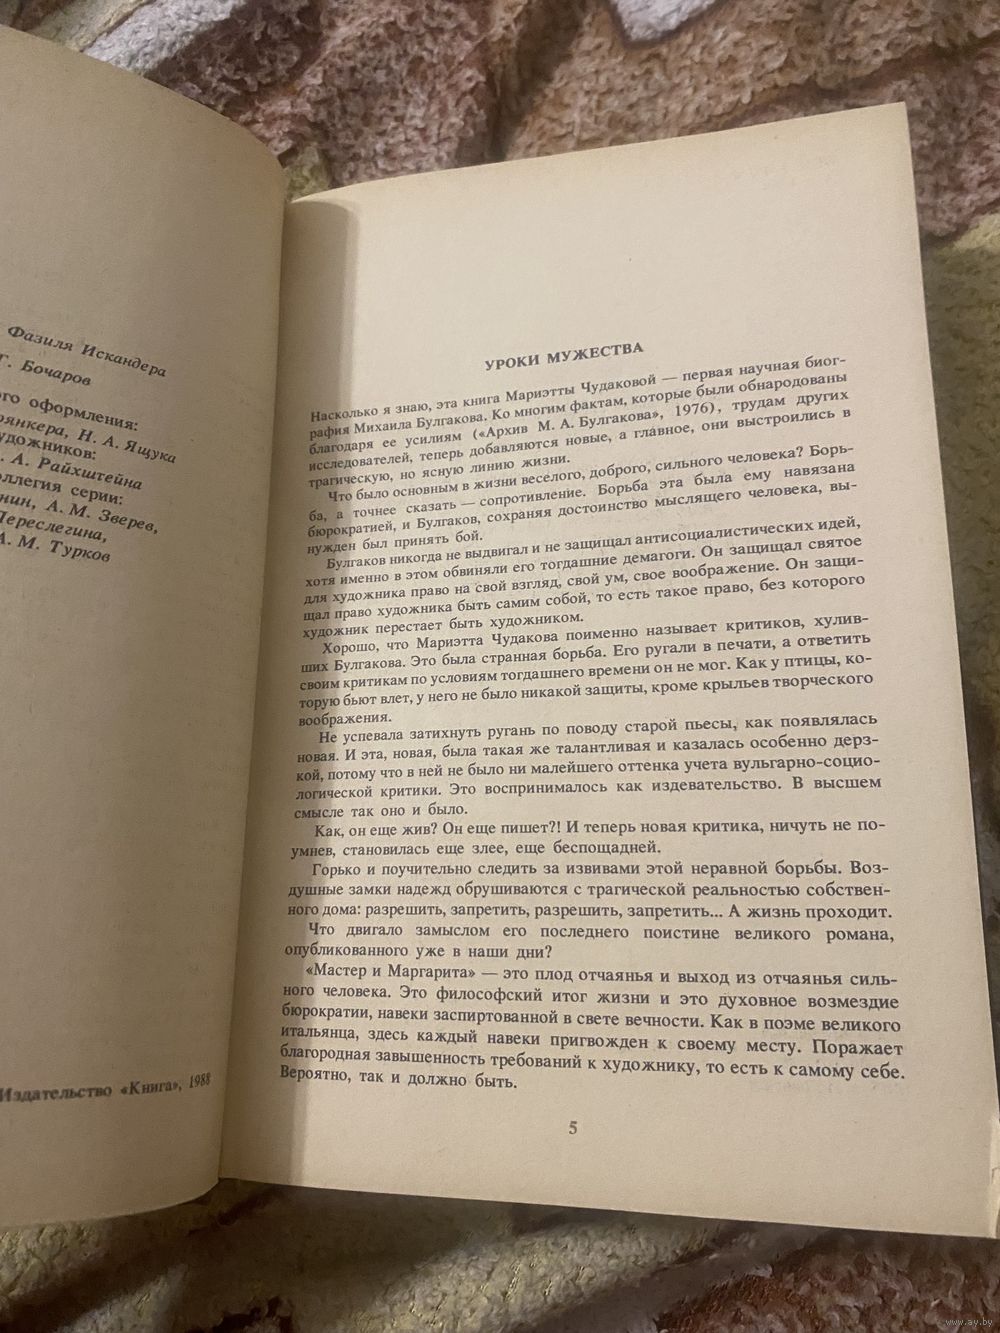 Фазиля Искандера
Г. Бочаров
го оформления:
рянкера, Н. А. Ящука
удожников:
А. Райхштейна
ллегия серии:
нин, А. М. Зверев,
Переслегина,
А. М. Турков
Издательство «Книга», 1988
УРОКИ МУЖЕСТВА
Насколько я знаю, эта книга Мариэтты Чудаковой — первая научная биог-
рафия Михаила Булгакова. Ко многим фактам, которые были обнародованы
благодаря ее усилиям («Архив М. А. Булгакова», 1976), трудам других
исследователей, теперь добавляются новые, а главное, они выстроились в
трагическую, но ясную линию жизни.
Что было основным в жизни веселого, доброго, сильного человека? Борь-
ба, а точнее сказать — сопротивление. Борьба эта была ему навязана
бюрократией, и Булгаков, сохраняя достоинство мыслящего человека, вы-
нужден был принять бой.
Булгаков никогда не выдвигал и не защищал антисоциалистических идей,
хотя именно в этом обвиняли его тогдашние демагоги. Он защищал святое
для художника право на свой взгляд, свой ум, свое воображение. Он защи-
щал право художника быть самим собой, то есть такое право, без которого
художник перестает быть художником.
Хорошо, что Мариэтта Чудакова поименно называет критиков, хулив-
ших Булгакова. Это была странная борьба. Его ругали в печати, а ответить
своим критикам по условиям тогдашнего времени он не мог. Как у птицы, ко-
торую бьют влет, у него не было никакой защиты, кроме крыльев творческого
воображения.
Не успевала затихнуть ругань по поводу старой пьесы, как появлялась
новая. И эта, новая, была такая же талантливая и казалась особенно дерз-
кой, потому что в ней не было ни малейшего оттенка учета вульгарно-социо-
логической критики. Это воспринималось как издевательство. В высшем
смысле так оно и было.
Как, он еще жив? Он еще пишет?! И теперь новая критика, ничуть не по-
умнев, становилась еще злее, еще беспощадней.
Горько и поучительно следить за извивами этой неравной борьбы. Воз-
душные замки надежд обрушиваются с трагической реальностью собствен-
ного дома: разрешить, запретить, разрешить, запретить... А жизнь проходит.
Что двигало замыслом его последнего поистине великого романа,
опубликованного уже в наши дни?
«Мастер и Маргарита» — это плод отчаянья и выход из отчаянья силь-
ного человека. Это философский итог жизни и это духовное возмездие
бюрократии, навеки заспиртованной в свете вечности. Как в поэме великого
итальянца, здесь каждый навеки пригвожден к своему месту. Поражает
благородная завышенность требований к художнику, то есть к самому себе.
Вероятно, так и должно быть.
5
www.ay.by